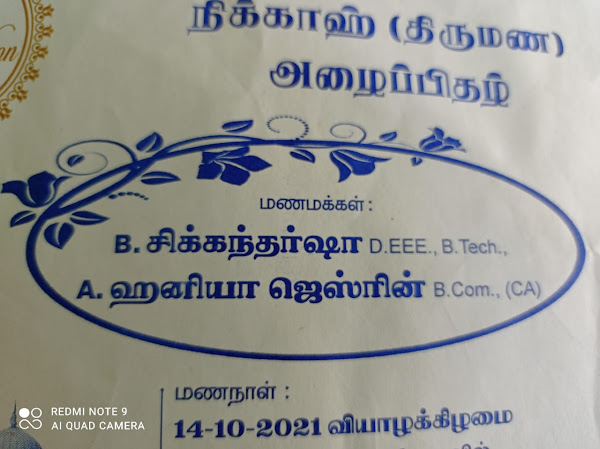 நிக்காஹ் (திருமண)
அழைப்பிதழ்
மணமக்கள் :
B. சிக்கந்தர்ஷா D.EEE., B.Tech.,
A. ஹனியா ஜெஸ்ரின் B.Com., (CA)
மணநாள் :
14-10-2021 வியாழக்கிழமை
REDMI NOTE 9
AI QUAD CAMERA